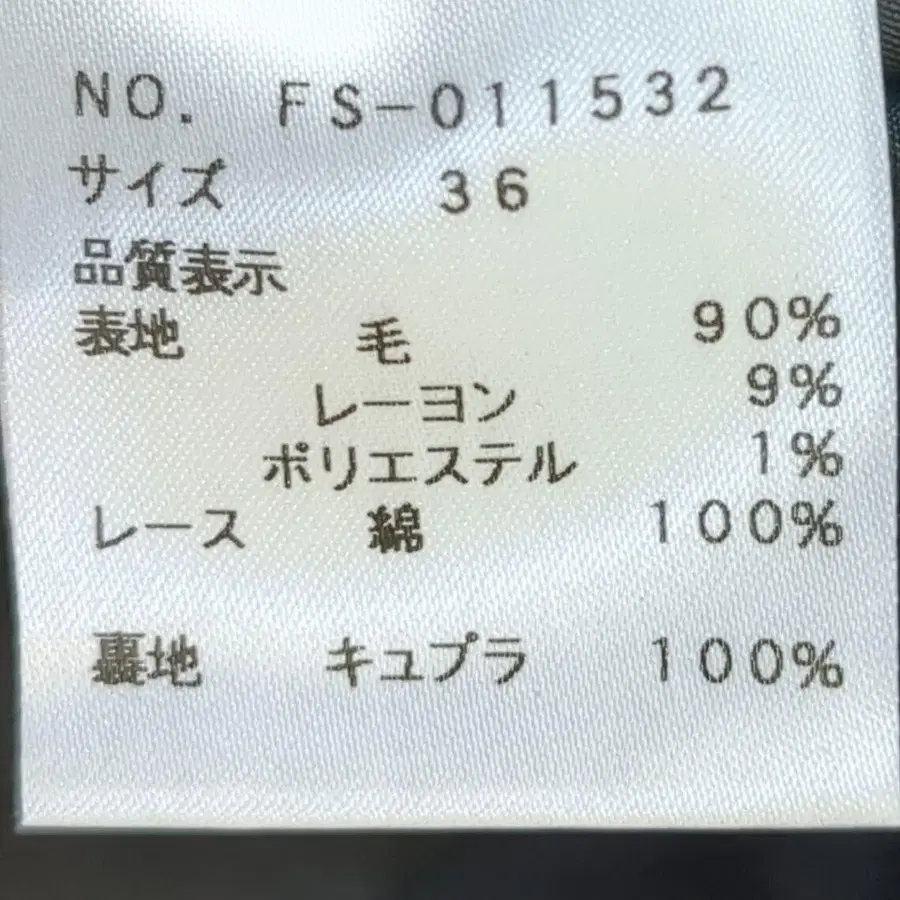 NO. FS-011532
サイズ 36
品質表示
表地 毛 90%
レーヨン 9%
ポリエステル 1%
レース 綿 100%
裏地 キュプラ 100%